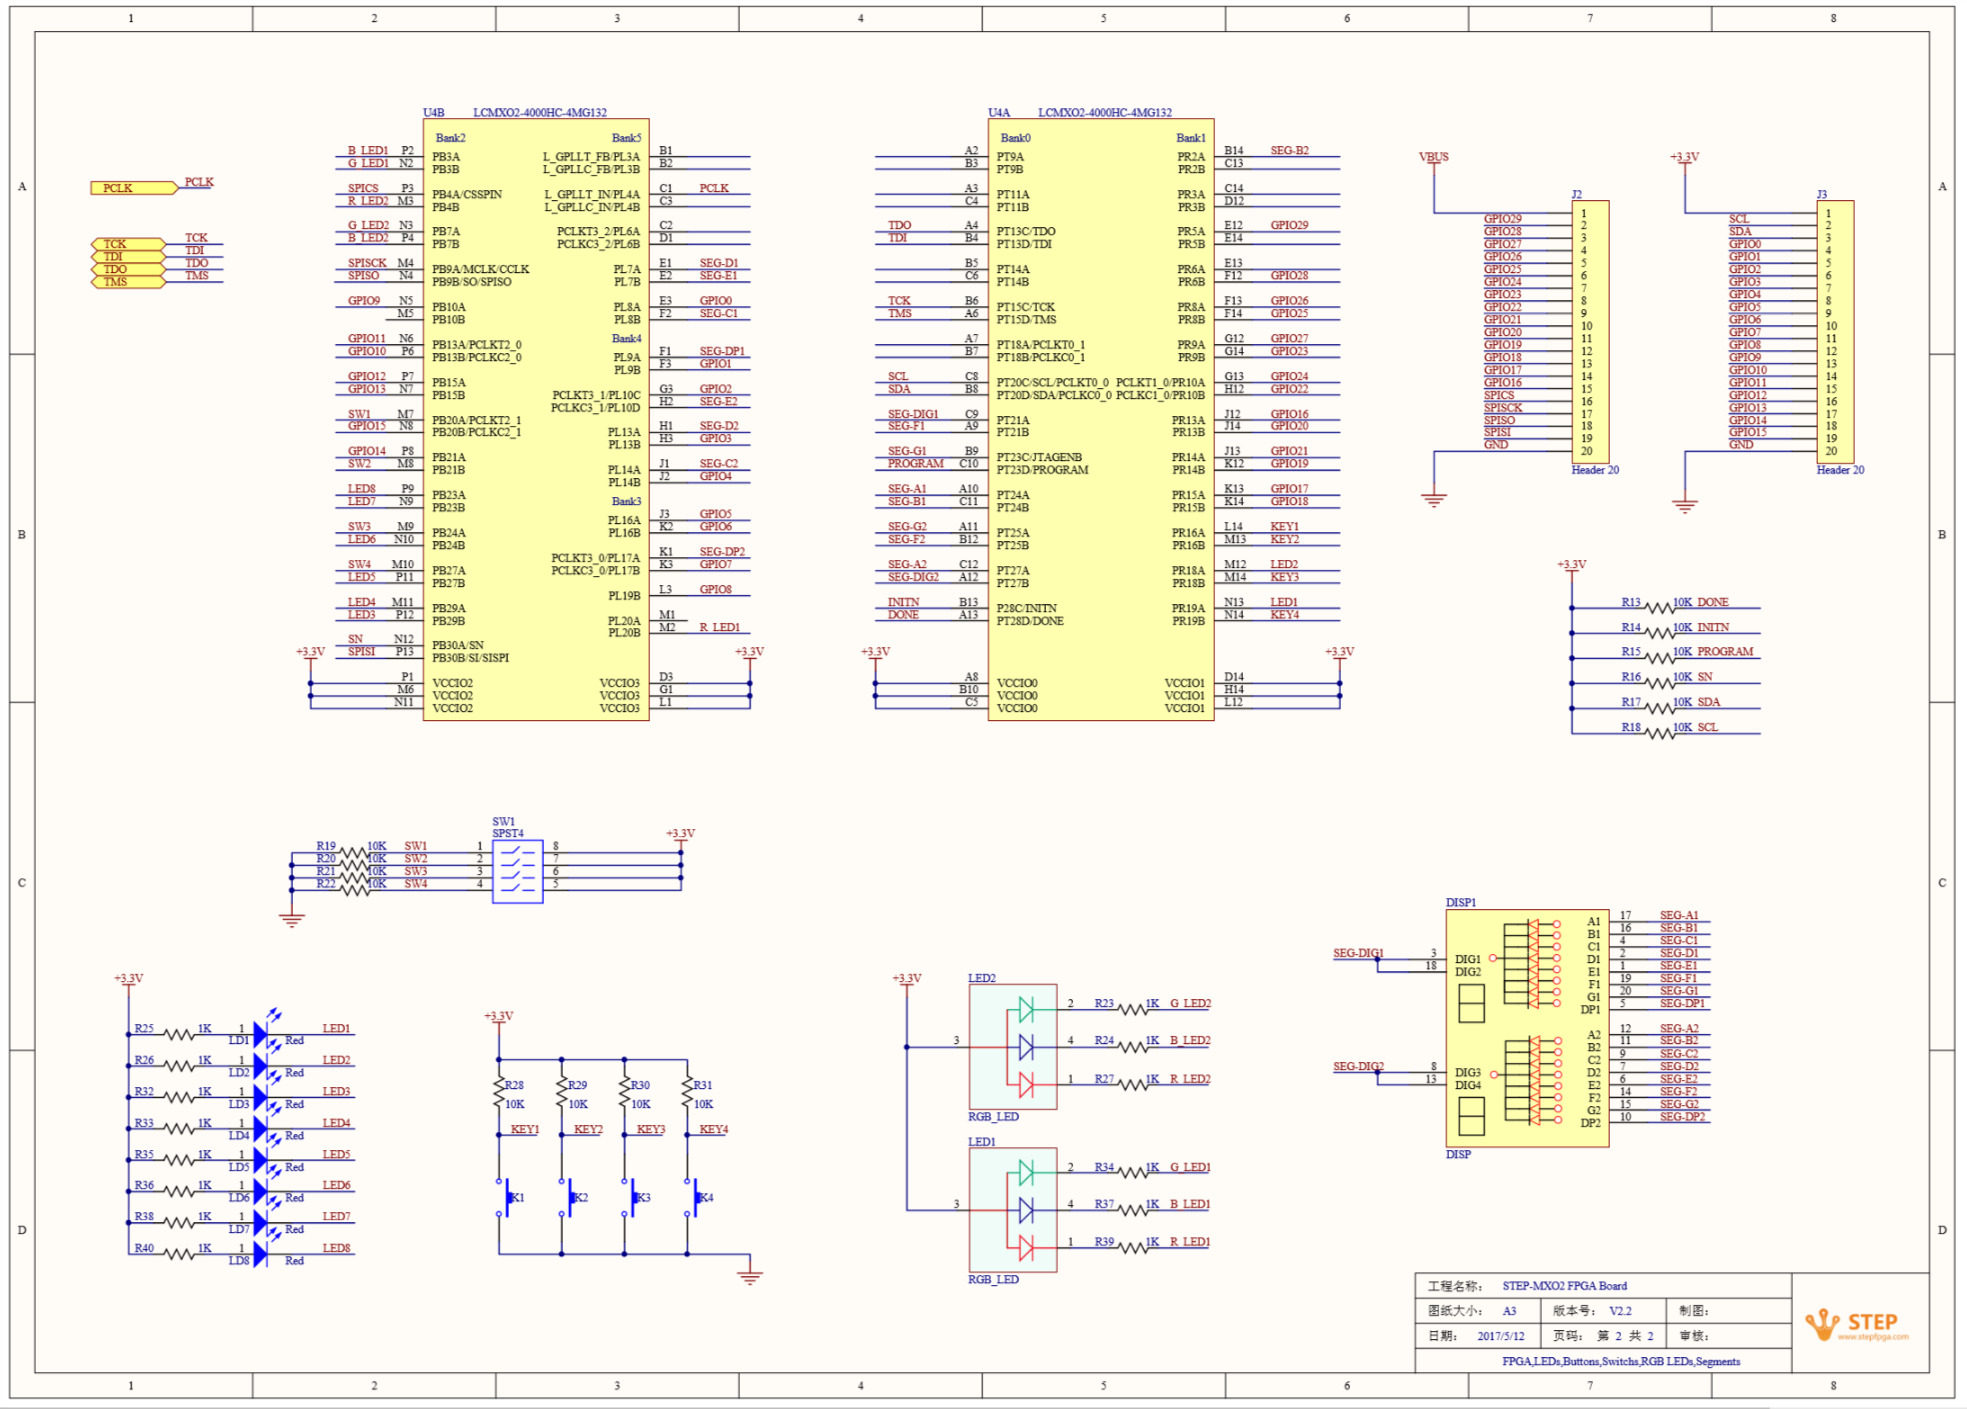 1 2 3 4 5 6 7 8
A
B
C
D
A
B
C
D
PCLK PCLK
TCK TCK
TDI TDI
TDO TDO
TMS TMS
U4B LCMXO2-4000HC-4MG132
Bank2 Bank5
B_LED1 P2 PB3A L_GPLLT_FB/PL3A B1
G_LED1 N2 PB3B L_GPLLC_FB/PL3B B2
SPICS P3 PB4A/CSSPIN L_GPLLT_IN/PL4A C1 PCLK
R_LED2 M3 PB4B L_GPLLC_IN/PL4B C3
G_LED2 N3 PB7A PCLKT3_2/PL6A C2
B_LED2 P4 PB7B PCLKC3_2/PL6B D1
SPISCK M4 PB9A/MCLK/CCLK PL7A E1 SEG-D1
SPISO N4 PB9B/SO/SPISO PL7B E2 SEG-E1
GPIO9 N5 PB10A PL8A E3 GPIO0
M5 PB10B PL8B F2 SEG-C1
Bank4
GPIO11 N6 PB13A/PCLKT2_0 PL9A F1 SEG-DP1
GPIO10 P6 PB13B/PCLKC2_0 PL9B F3 GPIO1
GPIO12 P7 PB15A PCLKT3_1/PL10C G3 GPIO2
GPIO13 N7 PB15B PCLKC3_1/PL10D H2 SEG-E2
SW1 M7 PB20A/PCLKT2_1
GPIO15 N8 PB20B/PCLKC2_1 PL13A H1 SEG-D2
PL13B H3 GPIO3
GPIO14 P8 PB21A
SW2 M8 PB21B PL14A J1 SEG-C2
PL14B J2 GPIO4
LED8 P9 PB23A
LED7 N9 PB23B Bank3
PL16A J3 GPIO5
SW3 M9 PB24A PL16B K2 GPIO6
LED6 N10 PB24B
PCLKT3_0/PL17A K1 SEG-DP2
SW4 M10 PB27A PCLKC3_0/PL17B K3 GPIO7
LED5 P11 PB27B
PL19B L3 GPIO8
LED4 M11 PB29A
LED3 P12 PB29B PL20A M1
PL20B M2 R_LED1
SN N12 PB30A/SN
SPISI P13 PB30B/SI/SISPI
+3.3V +3.3V
P1 VCCIO2 VCCIO3 D3
M6 VCCIO2 VCCIO3 G1
N11 VCCIO2 VCCIO3 L1
U4A LCMXO2-4000HC-4MG132
Bank0 Bank1
A2 PT9A PR2A B14 SEG-B2
B3 PT9B PR2B C13
A3 PT11A PR3A C14
C4 PT11B PR3B D12
TDO A4 PT13C/TDO PR5A E12 GPIO29
TDI B4 PT13D/TDI PR5B E14
B5 PT14A PR6A E13
C6 PT14B PR6B F12 GPIO28
TCK B6 PT15C/TCK PR8A F13 GPIO26
TMS A6 PT15D/TMS PR8B F14 GPIO25
A7 PT18A/PCLKT0_1 PR9A G12 GPIO27
B7 PT18B/PCLKC0_1 PR9B G14 GPIO23
SCL C8 PT20C/SCL/PCLKT0_0 PCLKT1_0/PR10A G13 GPIO24
SDA B8 PT20D/SDA/PCLKC0_0 PCLKC1_0/PR10B H12 GPIO22
SEG-DIG1 C9 PT21A PR13A J12 GPIO16
SEG-F1 A9 PT21B PR13B J14 GPIO20
SEG-G1 B9 PT23C/JTAGENB PR14A J13 GPIO21
PROGRAM C10 PT23D/PROGRAM PR14B K12 GPIO19
SEG-A1 A10 PT24A PR15A K13 GPIO17
SEG-B1 C11 PT24B PR15B K14 GPIO18
SEG-G2 A11 PT25A PR16A L14 KEY1
SEG-F2 B12 PT25B PR16B M13 KEY2
SEG-A2 C12 PT27A PR18A M12 LED2
SEG-DIG2 A12 PT27B PR18B M14 KEY3
INITN B13 P28C/INITN PR19A N13 LED1
DONE A13 PT28D/DONE PR19B N14 KEY4
+3.3V +3.3V
A8 VCCIO0 VCCIO1 D14
B10 VCCIO0 VCCIO1 H14
C5 VCCIO0 VCCIO1 L12
VBUS
J2
1
GPIO29 2
GPIO28 3
GPIO27 4
GPIO26 5
GPIO25 6
GPIO24 7
GPIO23 8
GPIO22 9
GPIO21 10
GPIO20 11
GPIO19 12
GPIO18 13
GPIO17 14
GPIO16 15
SPICS 16
SPISCK 17
SPISO 18
SPISI 19
GND 20
Header 20
+3.3V
J3
1
SCL 2
SDA 3
GPIO0 4
GPIO1 5
GPIO2 6
GPIO3 7
GPIO4 8
GPIO5 9
GPIO6 10
GPIO7 11
GPIO8 12
GPIO9 13
GPIO10 14
GPIO11 15
GPIO12 16
GPIO13 17
GPIO14 18
GPIO15 19
GND 20
Header 20
+3.3V
R13 10K DONE
R14 10K INITN
R15 10K PROGRAM
R16 10K SN
R17 10K SDA
R18 10K SCL
SW1
SPST4
+3.3V
R19 10K SW1 1 8
R20 10K SW2 2 7
R21 10K SW3 3 6
R22 10K SW4 4 5
+3.3V
R25 1K 1 LD1 Red LED1
R26 1K 1 LD2 Red LED2
R32 1K 1 LD3 Red LED3
R33 1K 1 LD4 Red LED4
R35 1K 1 LD5 Red LED5
R36 1K 1 LD6 Red LED6
R38 1K 1 LD7 Red LED7
R40 1K 1 LD8 Red LED8
+3.3V
R28 R29 R30 R31
10K 10K 10K 10K
KEY1 KEY2 KEY3 KEY4
K1 K2 K3 K4
+3.3V
LED2
2 R23 1K G_LED2
3 4 R24 1K B_LED2
1 R27 1K R_LED2
RGB_LED
LED1
2 R34 1K G_LED1
3 4 R37 1K B_LED1
1 R39 1K R_LED1
RGB_LED
DISP1
A1 17 SEG-A1
B1 16 SEG-B1
C1 4 SEG-C1
SEG-DIG1 3 DIG1 D1 2 SEG-D1
18 DIG2 E1 1 SEG-E1
F1 19 SEG-F1
G1 20 SEG-G1
DP1 5 SEG-DP1
A2 12 SEG-A2
B2 11 SEG-B2
C2 9 SEG-C2
SEG-DIG2 8 DIG3 D2 7 SEG-D2
13 DIG4 E2 6 SEG-E2
F2 14 SEG-F2
G2 15 SEG-G2
DP2 10 SEG-DP2
DISP
工程名称: STEP-MXO2 FPGA Board
图纸大小: A3 版本号: V2.2 制图:
日期: 2017/5/12 页码: 第 2 共 2 审核:
FPGA,LEDs,Buttons,Switchs,RGB LEDs,Segments
STEP
www.stepfpga.com
1 2 3 4 5 6 7 8